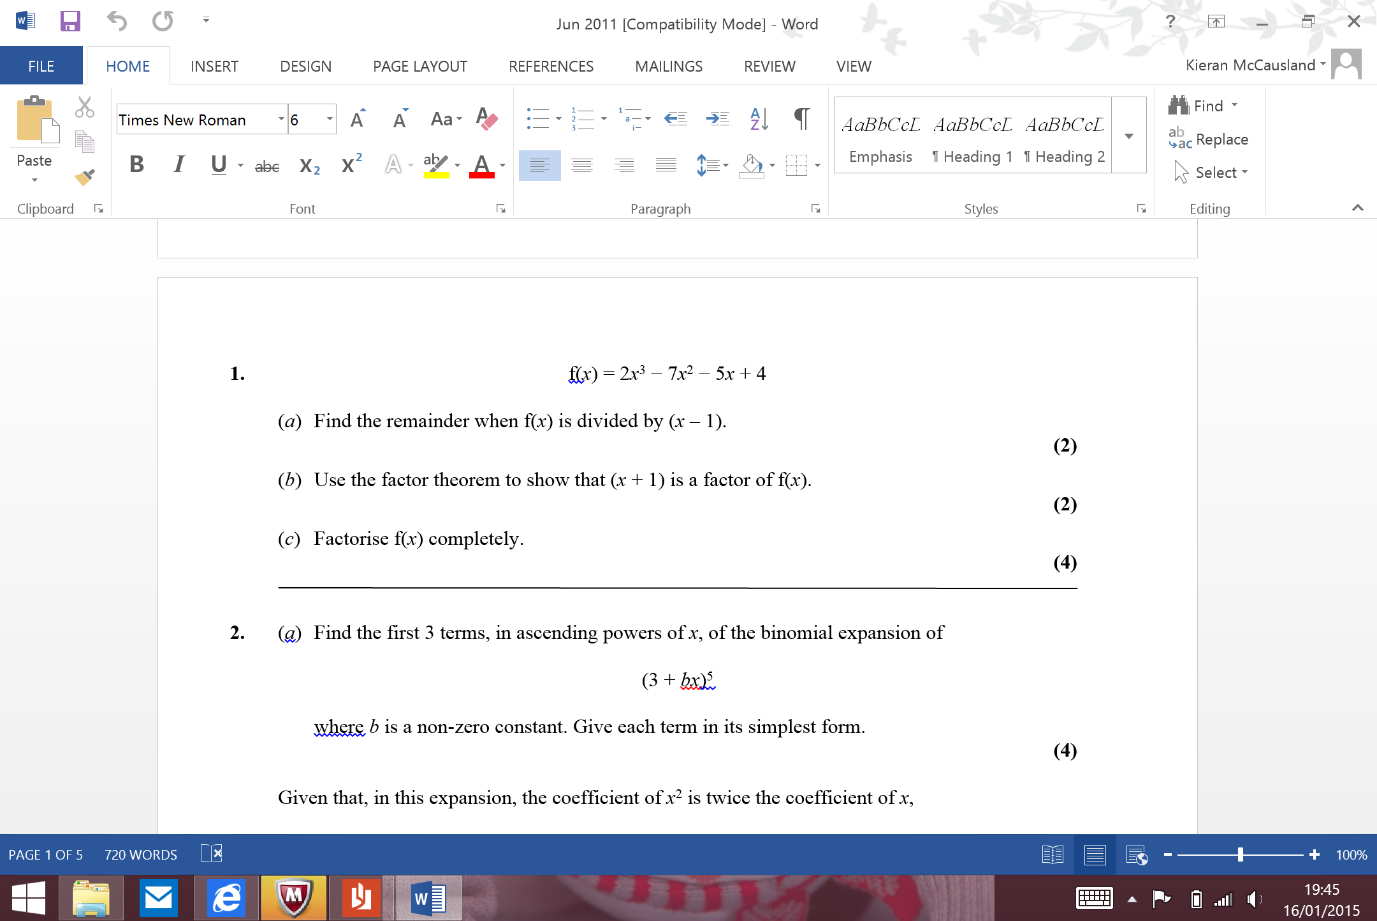 Jun 2011 [Compatibility Mode] - Word
?
FILE HOME INSERT DESIGN PAGE LAYOUT REFERENCES MAILINGS REVIEW VIEW Kieran McCausland
Times New Roman 6 A A Aa A
AaBbCcL AaBbCcL AaBbCcL
Find
Replace
Select
Paste
B I U abc X2 X² A ab A
Emphasis ¶ Heading 1 ¶ Heading 2
Clipboard Font Paragraph Styles Editing
1. f(x) = 2x³ – 7x² – 5x + 4
(a) Find the remainder when f(x) is divided by (x – 1).
(2)
(b) Use the factor theorem to show that (x + 1) is a factor of f(x).
(2)
(c) Factorise f(x) completely.
(4)
2. (a) Find the first 3 terms, in ascending powers of x, of the binomial expansion of
(3 + bx)⁵
where b is a non-zero constant. Give each term in its simplest form.
(4)
Given that, in this expansion, the coefficient of x² is twice the coefficient of x,
PAGE 1 OF 5 720 WORDS 100%
19:45
16/01/2015